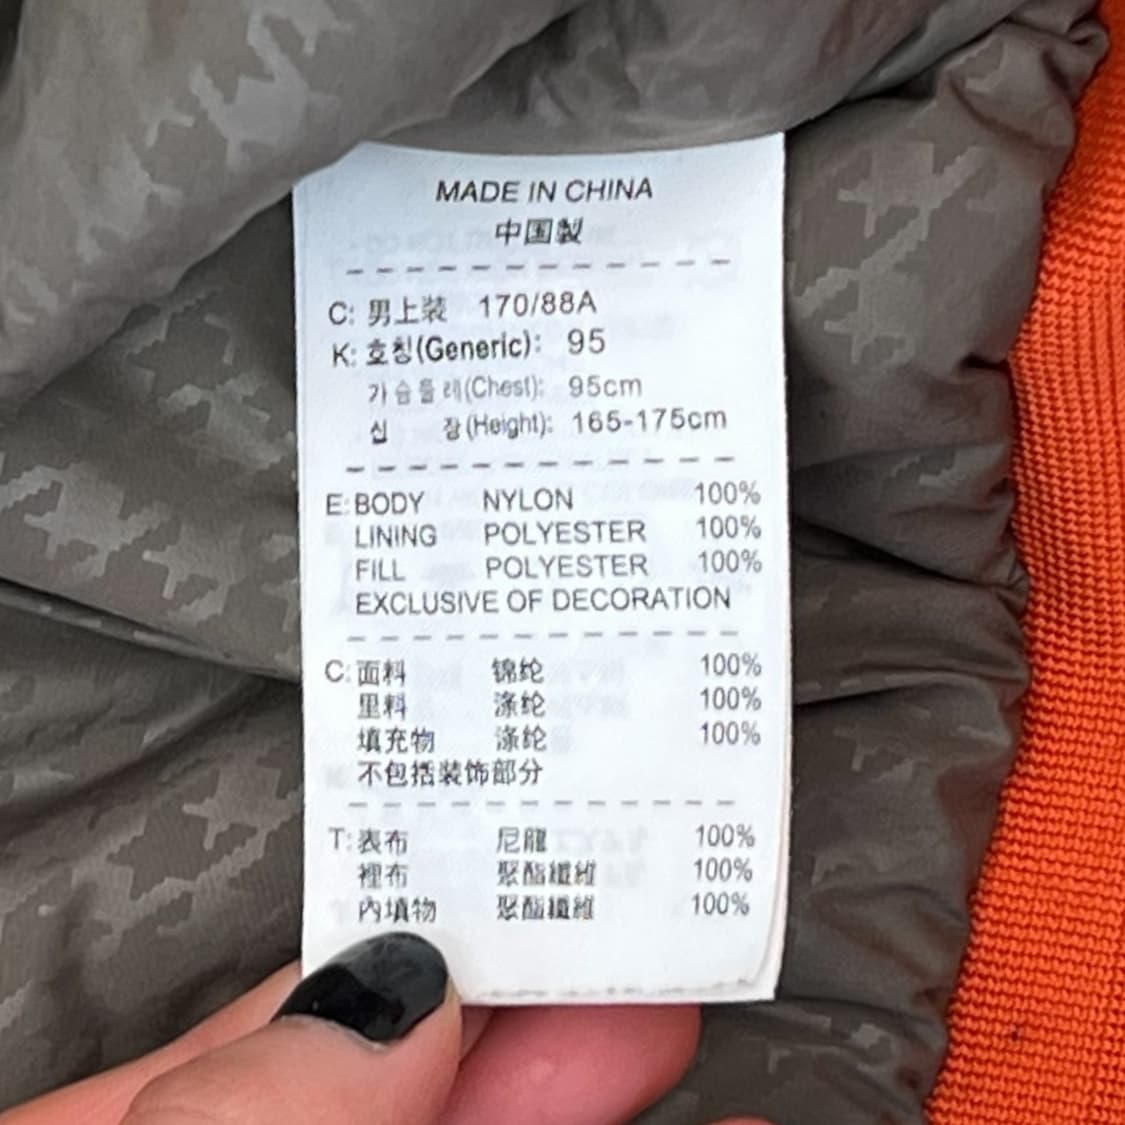 MADE IN CHINA
中国製
C: 男上装 170/88A
K: 호칭(Generic): 95
가슴둘레(Chest): 95cm
신 장(Height): 165-175cm
E: BODY NYLON 100%
LINING POLYESTER 100%
FILL POLYESTER 100%
EXCLUSIVE OF DECORATION
C: 面料 锦纶 100%
里料 涤纶 100%
填充物 涤纶 100%
不包括装饰部分
T: 表布 尼龍 100%
裡布 聚酯纖維 100%
內填物 聚酯纖維 100%